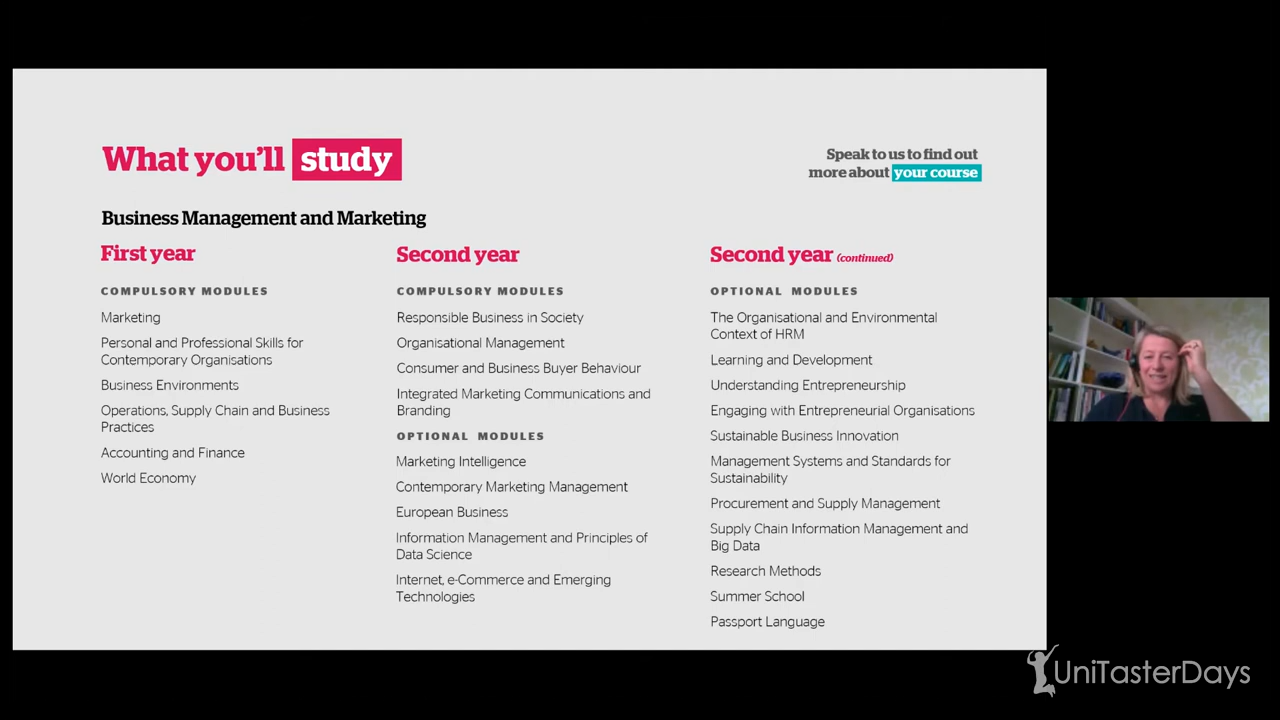 What you'll study
Speak to us to find out
more about your course
Business Management and Marketing
First year
COMPULSORY MODULES
Marketing
Personal and Professional Skills for
Contemporary Organisations
Business Environments
Operations, Supply Chain and Business
Practices
Accounting and Finance
World Economy
Second year
COMPULSORY MODULES
Responsible Business in Society
Organisational Management
Consumer and Business Buyer Behaviour
Integrated Marketing Communications and
Branding
OPTIONAL MODULES
Marketing Intelligence
Contemporary Marketing Management
European Business
Information Management and Principles of
Data Science
Internet, e-Commerce and Emerging
Technologies
Second year (continued)
OPTIONAL MODULES
The Organisational and Environmental
Context of HRM
Learning and Development
Understanding Entrepreneurship
Engaging with Entrepreneurial Organisations
Sustainable Business Innovation
Management Systems and Standards for
Sustainability
Procurement and Supply Management
Supply Chain Information Management and
Big Data
Research Methods
Summer School
Passport Language
UniTasterDays